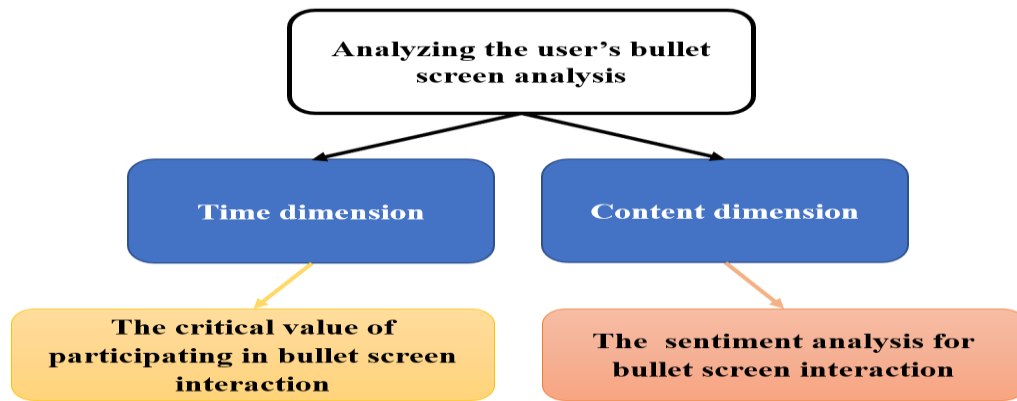 Analyzing the user’s bullet
screen analysis
Time dimension
Content dimension
The critical value of
participating in bullet screen
interaction
The sentiment analysis for
bullet screen interaction